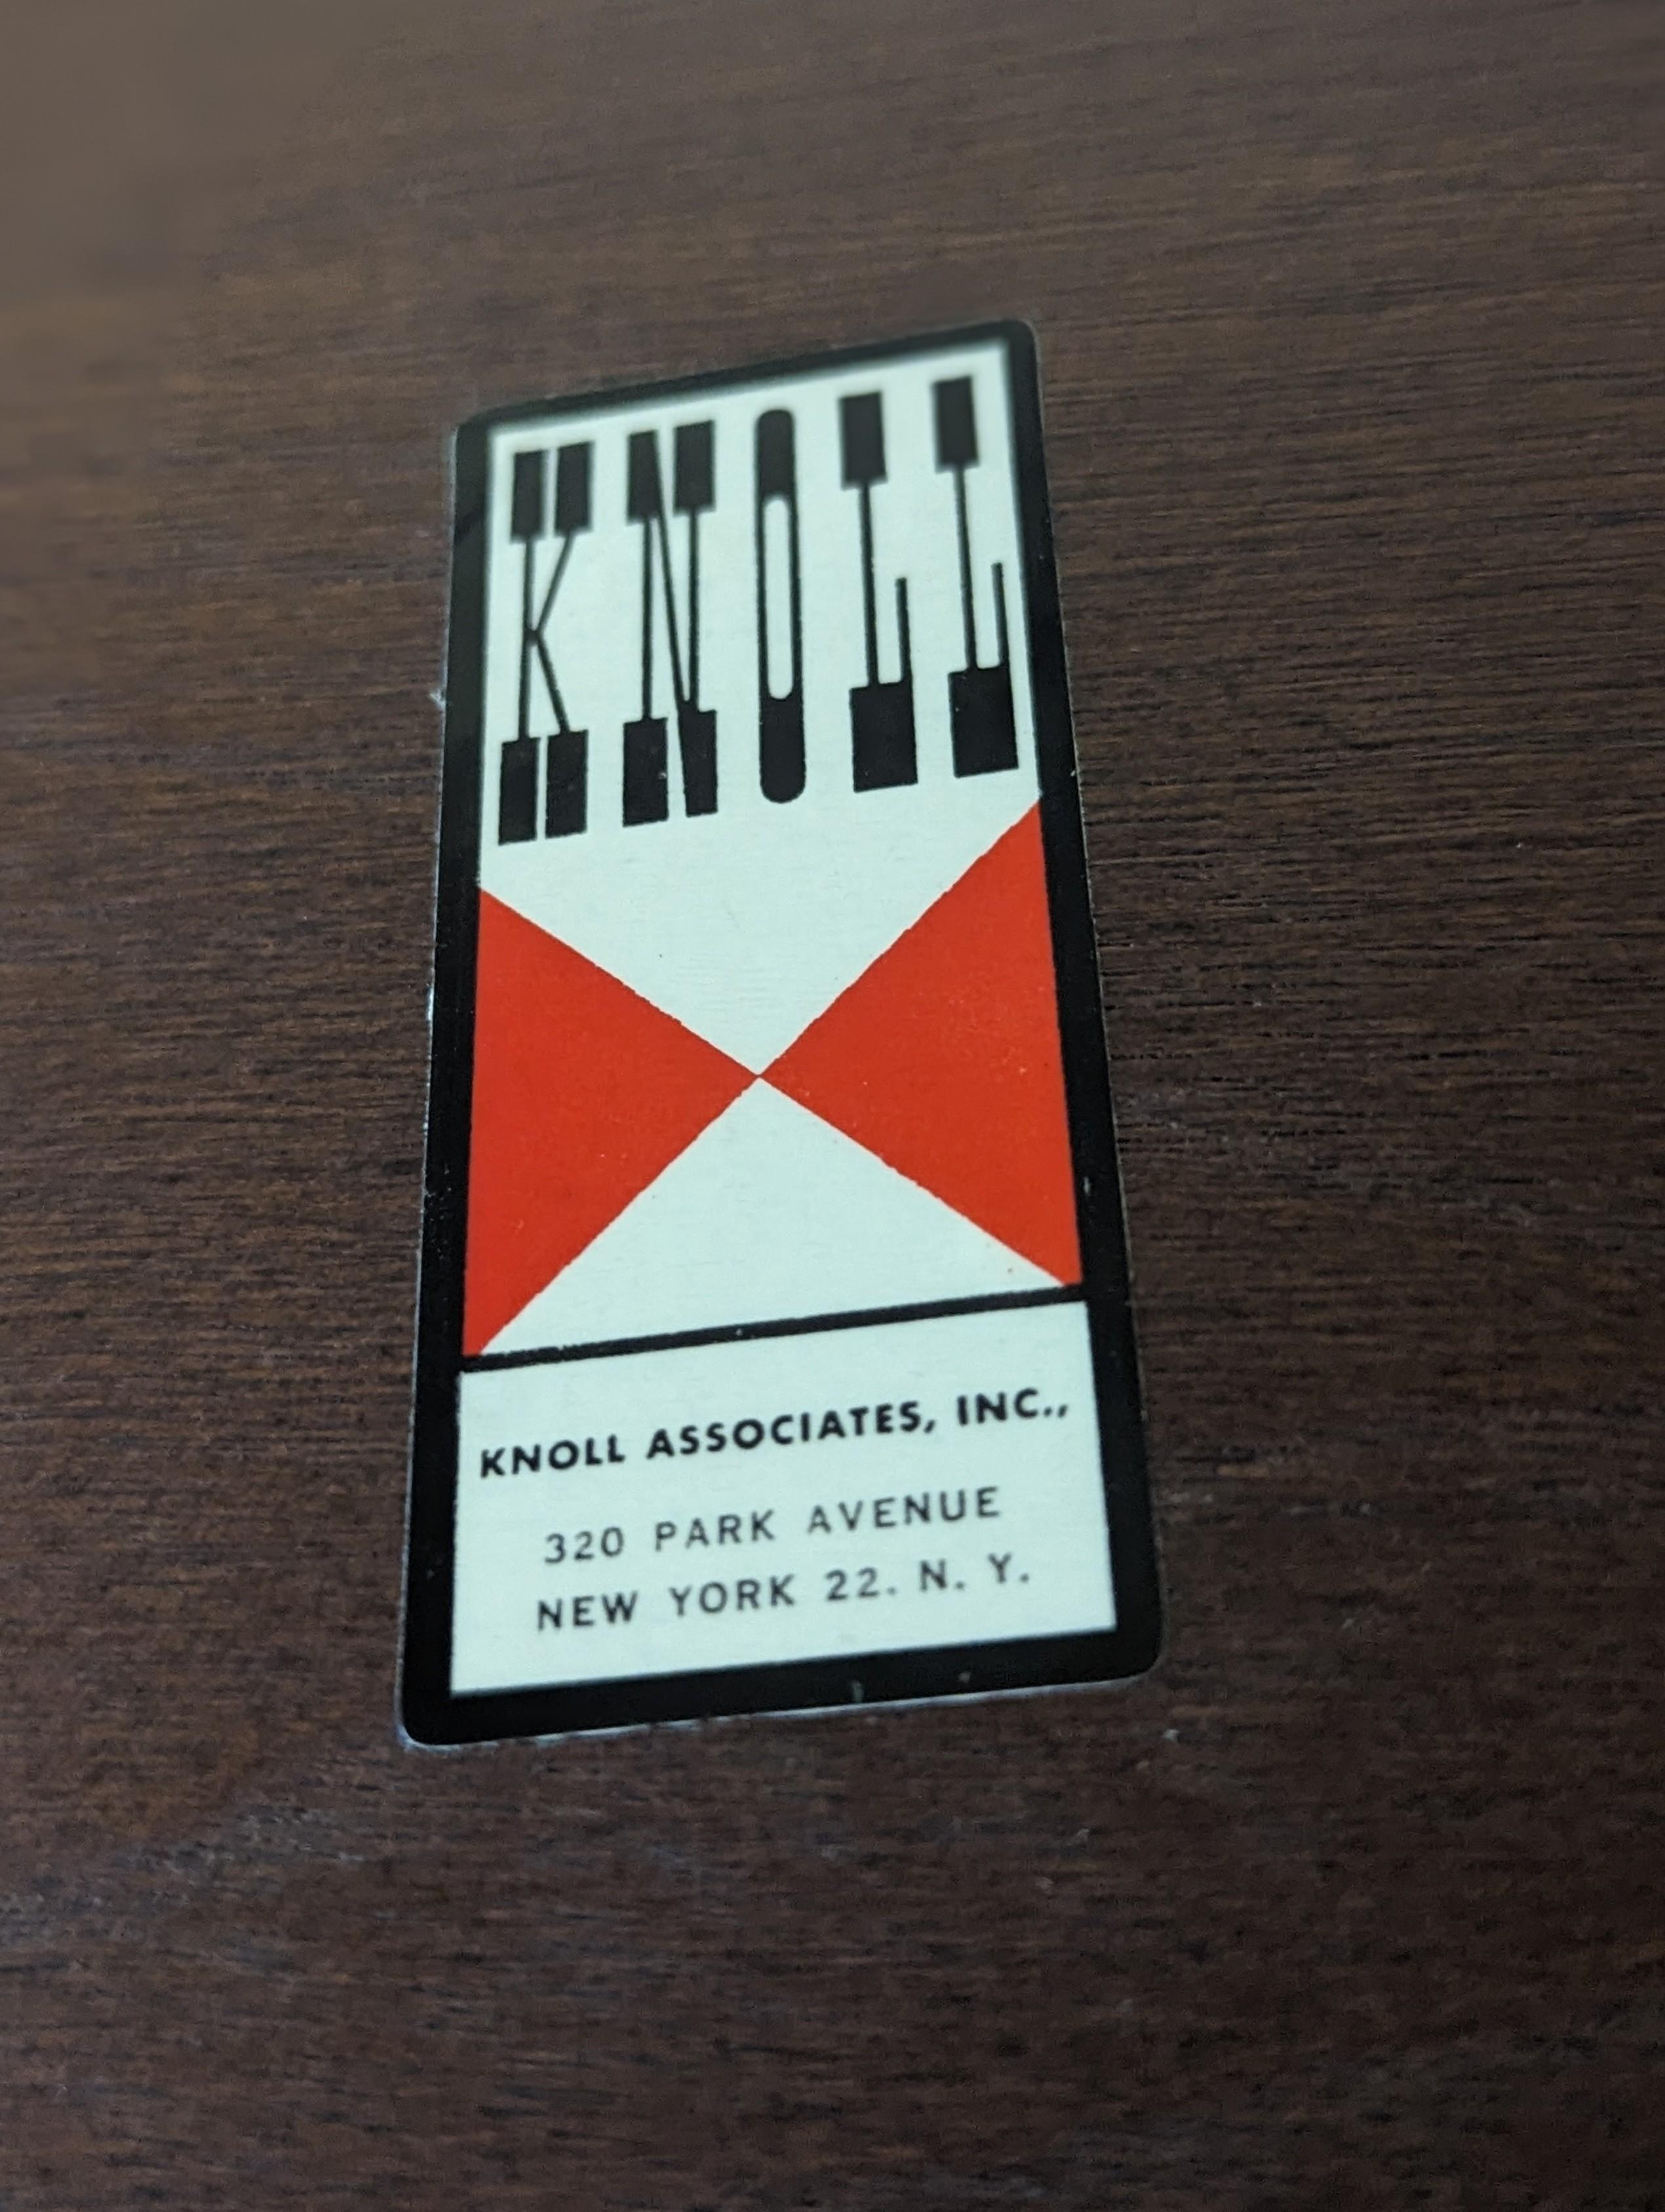 KNOLL
KNOLL ASSOCIATES, INC.,
320 PARK AVENUE
NEW YORK 22. N. Y.